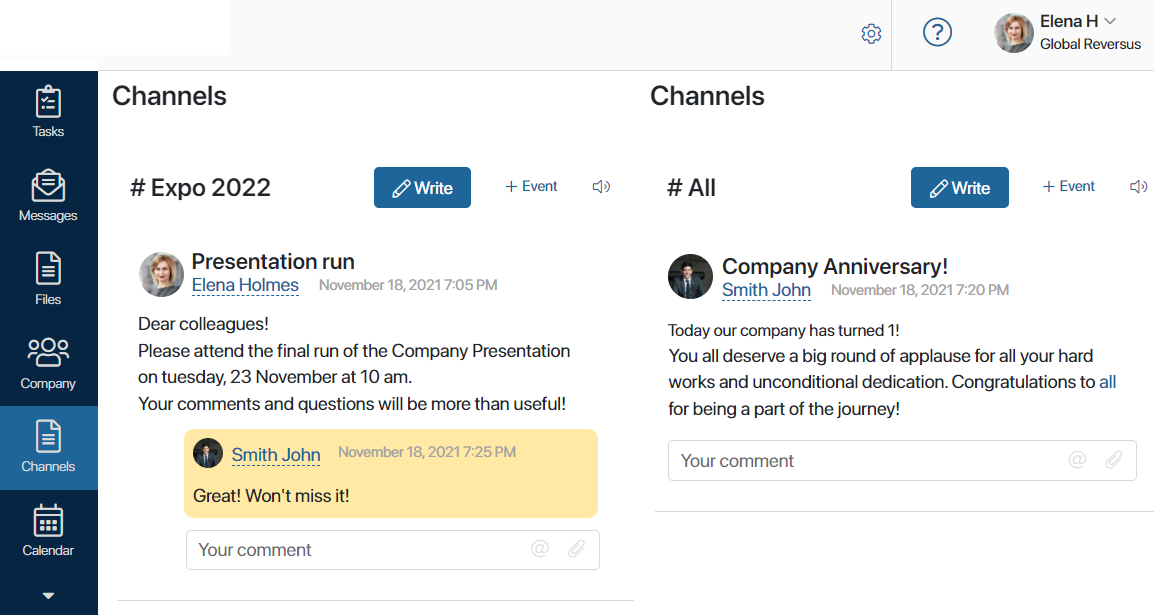 Elena H
Global Reversus
Tasks
Messages
Files
Company
Channels
Calendar
Channels
# Expo 2022
Write
+ Event
Presentation run
Elena Holmes November 18, 2021 7:05 PM
Dear colleagues!
Please attend the final run of the Company Presentation
on tuesday, 23 November at 10 am.
Your comments and questions will be more than useful!
Smith John November 18, 2021 7:25 PM
Great! Won't miss it!
Your comment @
Channels
# All
Write
+ Event
Company Anniversary!
Smith John November 18, 2021 7:20 PM
Today our company has turned 1!
You all deserve a big round of applause for all your hard
works and unconditional dedication. Congratulations to all
for being a part of the journey!
Your comment @